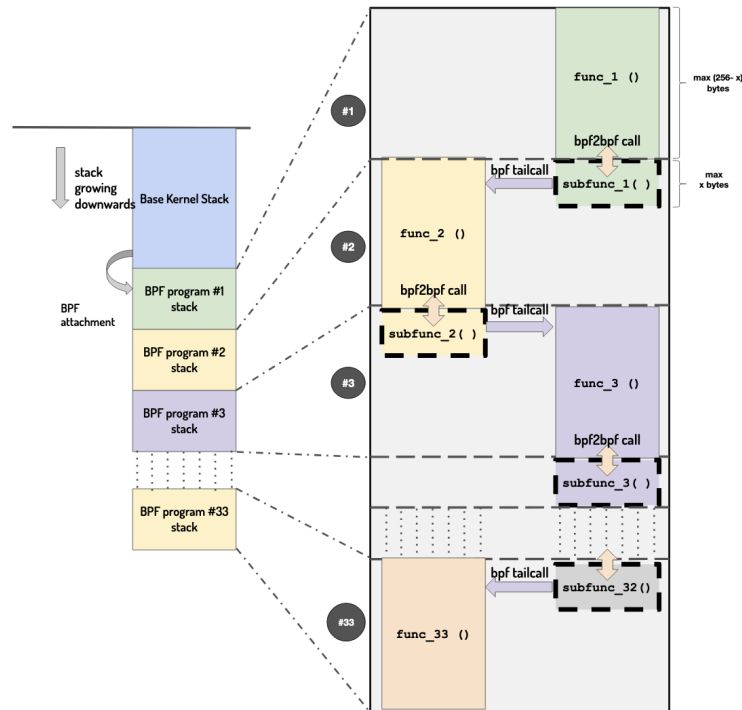 stack
growing
downwards
Base Kernel Stack
BPF
attachment
BPF program #1
stack
BPF program #2
stack
BPF program #3
stack
BPF program #33
stack
#1
func_1 ()
max (256- x)
bytes
bpf2bpf call
bpf tailcall
subfunc_1( )
max
x bytes
#2
func_2 ()
bpf2bpf call
subfunc_2( )
bpf tailcall
#3
func_3 ()
bpf2bpf call
subfunc_3( )
bpf tailcall
subfunc_32()
#33
func_33 ()